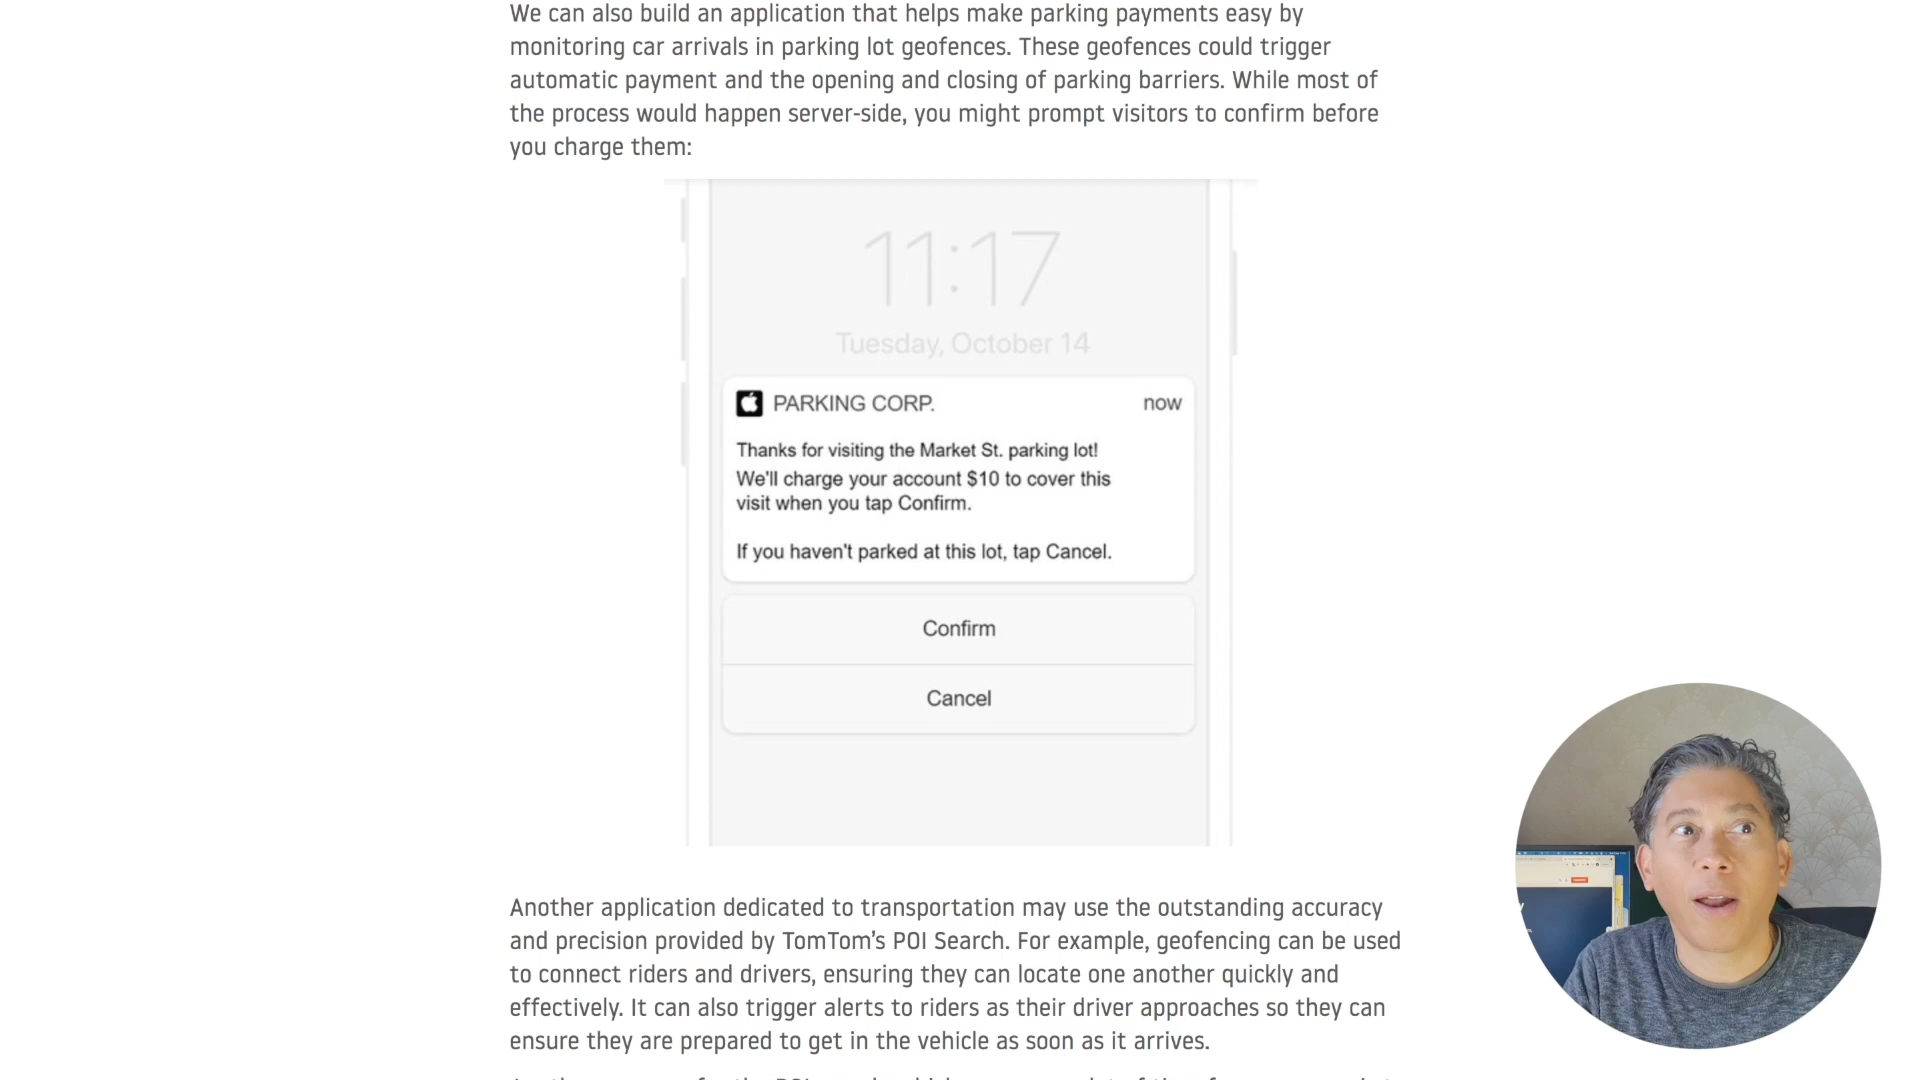 We can also build an application that helps make parking payments easy by
monitoring car arrivals in parking lot geofences. These geofences could trigger
automatic payment and the opening and closing of parking barriers. While most of
the process would happen server-side, you might prompt visitors to confirm before
you charge them:
11:17
Tuesday, October 14
PARKING CORP. now
Thanks for visiting the Market St. parking lot!
We'll charge your account $10 to cover this
visit when you tap Confirm.
If you haven't parked at this lot, tap Cancel.
Confirm
Cancel
Another application dedicated to transportation may use the outstanding accuracy
and precision provided by TomTom’s POI Search. For example, geofencing can be used
to connect riders and drivers, ensuring they can locate one another quickly and
effectively. It can also trigger alerts to riders as their driver approaches so they can
ensure they are prepared to get in the vehicle as soon as it arrives.